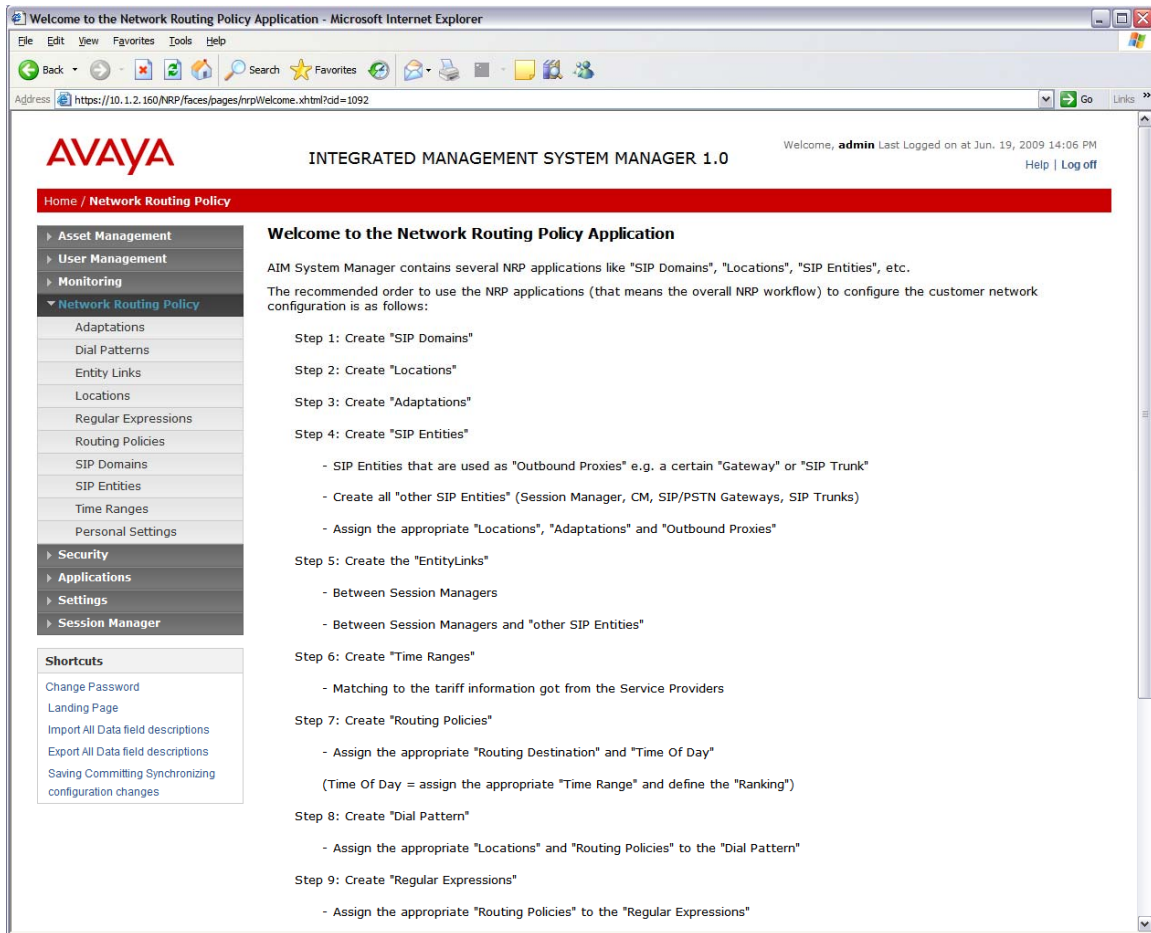 Welcome to the Network Routing Policy Application - Microsoft Internet Explorer
File Edit View Favorites Tools Help
Back Search Favorites
Address https://10.1.2.160/NRP/faces/pages/nrpWelcome.xhtml?cid=1092 Go Links »
AVAYA
INTEGRATED MANAGEMENT SYSTEM MANAGER 1.0
Welcome, admin Last Logged on at Jun. 19, 2009 14:06 PM
Help | Log off
Home / Network Routing Policy
Asset Management
User Management
Monitoring
Network Routing Policy
Adaptations
Dial Patterns
Entity Links
Locations
Regular Expressions
Routing Policies
SIP Domains
SIP Entities
Time Ranges
Personal Settings
Security
Applications
Settings
Session Manager
Shortcuts
Change Password
Landing Page
Import All Data field descriptions
Export All Data field descriptions
Saving Committing Synchronizing
configuration changes
Welcome to the Network Routing Policy Application
AIM System Manager contains several NRP applications like "SIP Domains", "Locations", "SIP Entities", etc.
The recommended order to use the NRP applications (that means the overall NRP workflow) to configure the customer network
configuration is as follows:
Step 1: Create "SIP Domains"
Step 2: Create "Locations"
Step 3: Create "Adaptations"
Step 4: Create "SIP Entities"
- SIP Entities that are used as "Outbound Proxies" e.g. a certain "Gateway" or "SIP Trunk"
- Create all "other SIP Entities" (Session Manager, CM, SIP/PSTN Gateways, SIP Trunks)
- Assign the appropriate "Locations", "Adaptations" and "Outbound Proxies"
Step 5: Create the "EntityLinks"
- Between Session Managers
- Between Session Managers and "other SIP Entities"
Step 6: Create "Time Ranges"
- Matching to the tariff information got from the Service Providers
Step 7: Create "Routing Policies"
- Assign the appropriate "Routing Destination" and "Time Of Day"
(Time Of Day = assign the appropriate "Time Range" and define the "Ranking")
Step 8: Create "Dial Pattern"
- Assign the appropriate "Locations" and "Routing Policies" to the "Dial Pattern"
Step 9: Create "Regular Expressions"
- Assign the appropriate "Routing Policies" to the "Regular Expressions"